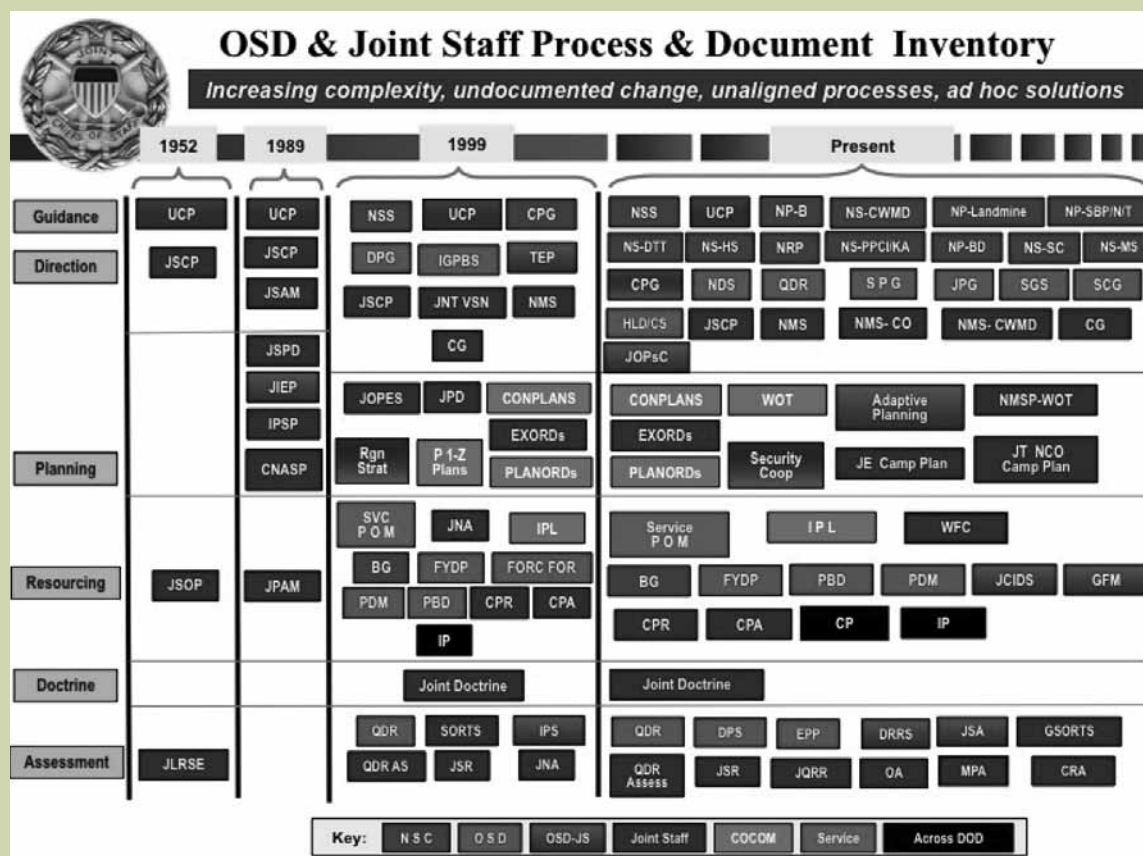 OSD & Joint Staff Process & Document Inventory
Increasing complexity, undocumented change, unaligned processes, ad hoc solutions
JOINT
CHIEFS OF STAFF
1952 1989 1999 Present
Guidance UCP UCP NSS UCP CPG NSS UCP NP-B NS-CWMD NP-Landmine NP-SBP/N/T
Direction JSCP JSCP DPG IGPBS TEP NS-DTT NS-HS NRP NS-PPCI/KA NP-BD NS-SC NS-MS
JSAM JSCP JNT VSN NMS CPG NDS QDR S P G JPG SGS SCG
CG HLD/CS JSCP NMS NMS- CO NMS- CWMD CG
JOPsC
JSPD
JIEP JOPES JPD CONPLANS CONPLANS WOT Adaptive
Planning NMSP-WOT
IPSP EXORDs EXORDs
Planning CNASP Rgn
Strat P 1-Z
Plans PLANORDs PLANORDs Security
Coop JE Camp Plan JT NCO
Camp Plan
SVC
P O M JNA IPL Service
P O M I P L WFC
Resourcing JSOP JPAM BG FYDP FORC FOR BG FYDP PBD PDM JCIDS GFM
PDM PBD CPR CPA CPR CPA CP IP
IP
Doctrine Joint Doctrine Joint Doctrine
QDR SORTS IPS QDR DPS EPP DRRS JSA GSORTS
Assessment JLRSE QDR AS JSR JNA QDR
Assess JSR JQRR OA MPA CRA
Key: N S C O S D OSD-JS Joint Staff COCOM Service Across DOD